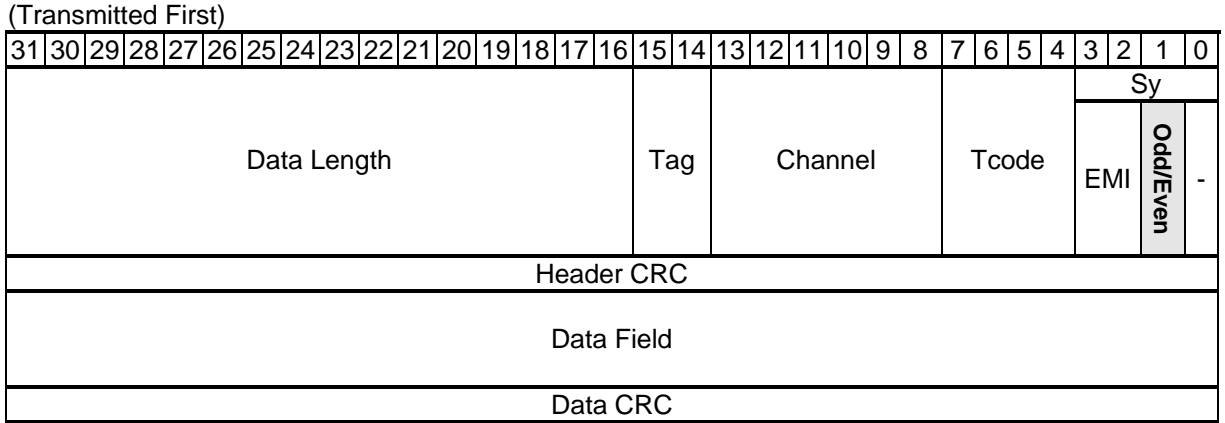 (Transmitted First)
31 30 29 28 27 26 25 24 23 22 21 20 19 18 17 16 15 14 13 12 11 10 9 8 7 6 5 4 3 2 1 0
Sy
Data Length Tag Channel Tcode EMI Odd/Even -
Header CRC
Data Field
Data CRC